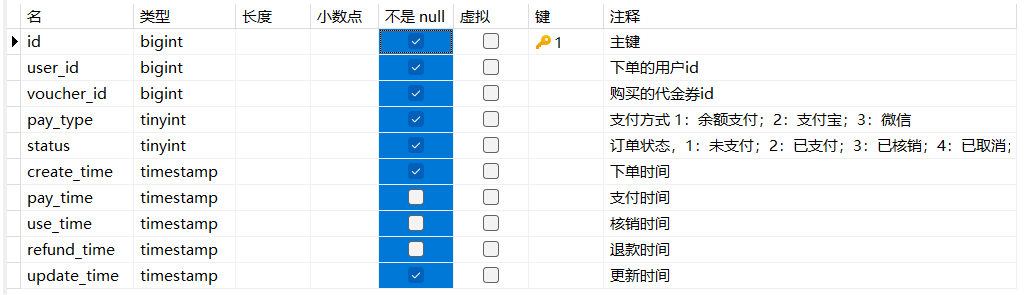 名 类型 长度 小数点 不是 null 虚拟 键 注释
id bigint 1 主键
user_id bigint 下单的用户id
voucher_id bigint 购买的代金券id
pay_type tinyint 支付方式 1：余额支付；2：支付宝；3：微信
status tinyint 订单状态，1：未支付；2：已支付；3：已核销；4：已取消；
create_time timestamp 下单时间
pay_time timestamp 支付时间
use_time timestamp 核销时间
refund_time timestamp 退款时间
update_time timestamp 更新时间